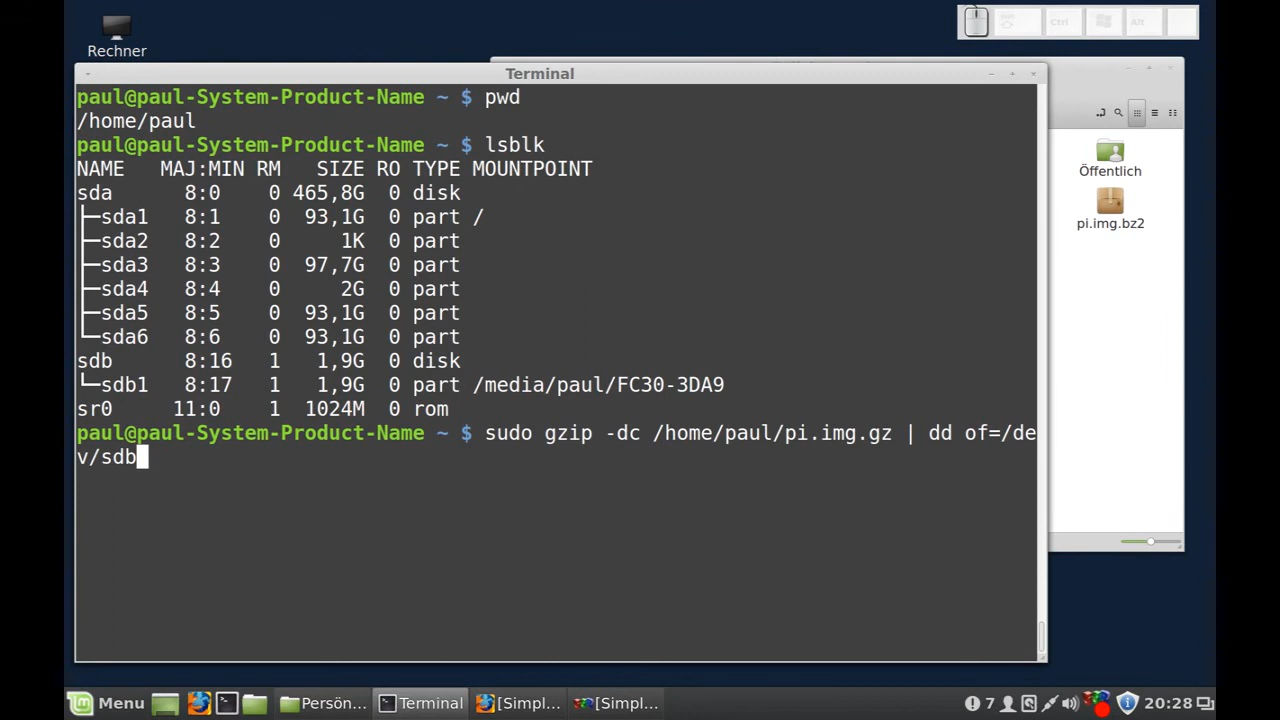 Rechner
Ctrl
Alt
Terminal
paul@paul-System-Product-Name ~ $ pwd
/home/paul
paul@paul-System-Product-Name ~ $ lsblk
NAME   MAJ:MIN RM   SIZE RO TYPE MOUNTPOINT
sda      8:0    0 465,8G  0 disk
├─sda1   8:1    0  93,1G  0 part /
├─sda2   8:2    0     1K  0 part
├─sda3   8:3    0  97,7G  0 part
├─sda4   8:4    0     2G  0 part
├─sda5   8:5    0  93,1G  0 part
└─sda6   8:6    0  93,1G  0 part
sdb      8:16   1   1,9G  0 disk
└─sdb1   8:17   1   1,9G  0 part /media/paul/FC30-3DA9
sr0     11:0    1  1024M  0 rom
paul@paul-System-Product-Name ~ $ sudo gzip -dc /home/paul/pi.img.gz | dd of=/de
v/sdb
Öffentlich
pi.img.bz2
Menu
Persön...
Terminal
[Simpl...
[Simpl...
7
20:28